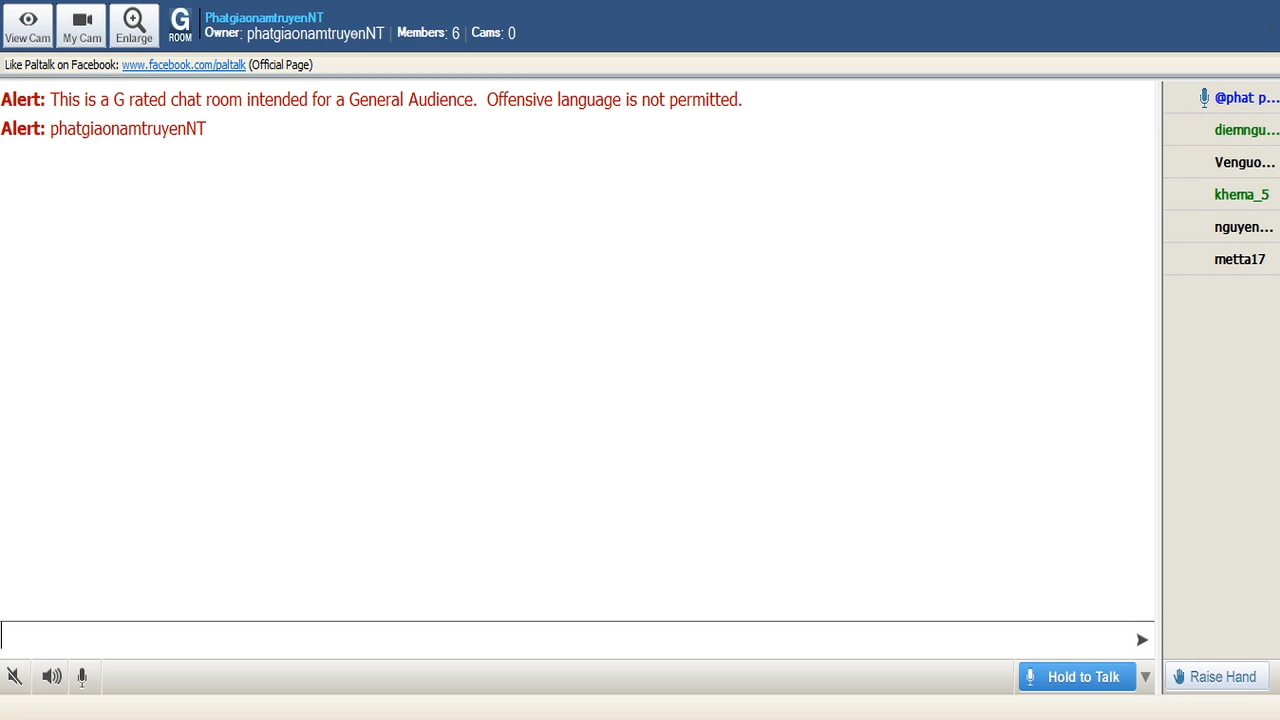 PhatgiaonamtruyenNT
Owner: phatgiaonamtruyenNT Members: 6 Cams: 0
View Cam My Cam Enlarge G ROOM
Like Paltalk on Facebook: www.facebook.com/paltalk (Official Page)
Alert: This is a G rated chat room intended for a General Audience. Offensive language is not permitted.
Alert: phatgiaonamtruyenNT
@phat p...
diemngu...
Venguo...
khema_5
nguyen...
metta17
Hold to Talk
Raise Hand